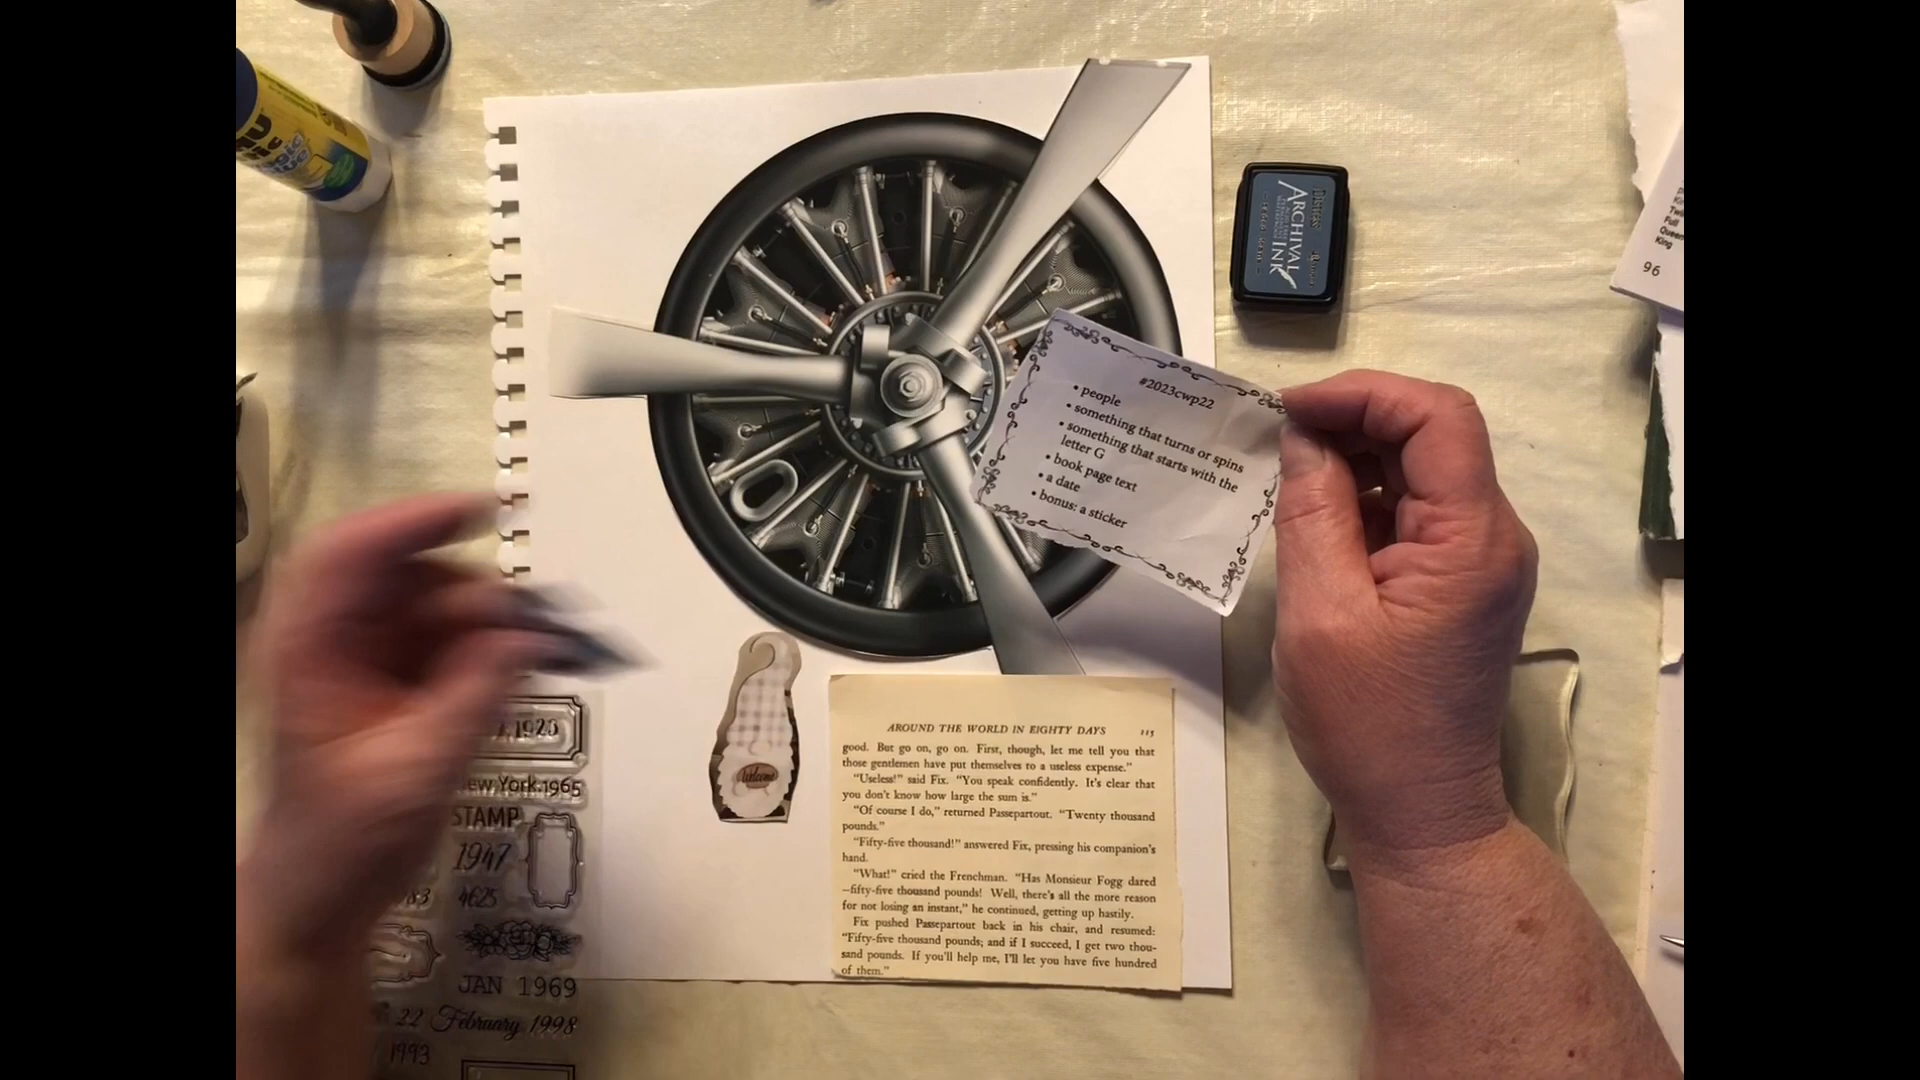 ARCHIVAL
INK
Twin
Full
Queen
King
96
#2023cwp22
• people
• something that turns or spins
• something that starts with the
letter G
• book page text
• a date
• bonus: a sticker
Welcome
AROUND THE WORLD IN EIGHTY DAYS 115
good. But go on, go on. First, though, let me tell you that
those gentlemen have put themselves to a useless expense.”
“Useless!” said Fix. “You speak confidently. It's clear that
you don't know how large the sum is.”
“Of course I do,” returned Passepartout. “Twenty thousand
pounds.”
“Fifty-five thousand!” answered Fix, pressing his companion's
hand.
“What!” cried the Frenchman. “Has Monsieur Fogg dared
—fifty-five thousand pounds! Well, there's all the more reason
for not losing an instant,” he continued, getting up hastily.
Fix pushed Passepartout back in his chair, and resumed:
“Fifty-five thousand pounds; and if I succeed, I get two thou-
sand pounds. If you'll help me, I'll let you have five hundred
of them.”
1923
New York.1965
STAMP
1947
4625
JAN 1969
22 February 1998
1993